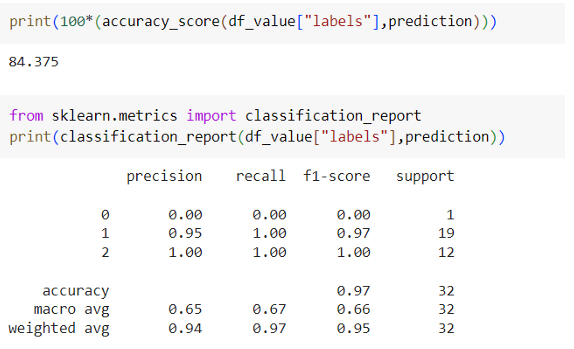 print(100*(accuracy_score(df_value["labels"],prediction)))
84.375
from sklearn.metrics import classification_report
print(classification_report(df_value["labels"],prediction))
precision recall f1-score support
0 0.00 0.00 0.00 1
1 0.95 1.00 0.97 19
2 1.00 1.00 1.00 12
accuracy 0.97 32
macro avg 0.65 0.67 0.66 32
weighted avg 0.94 0.97 0.95 32